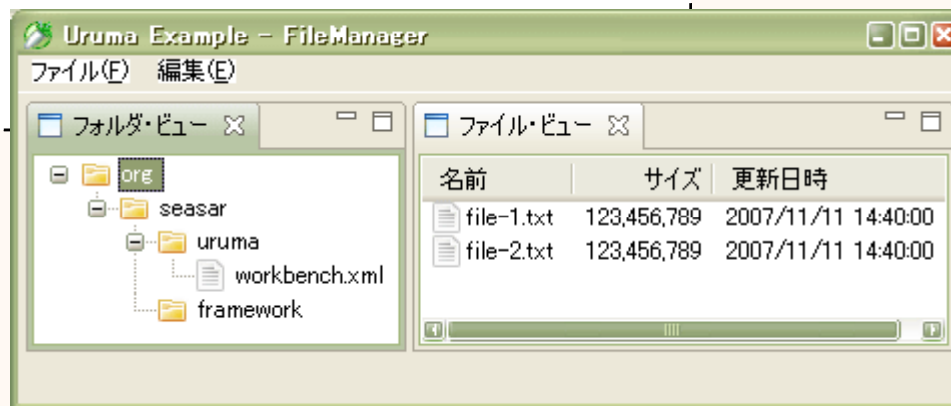 Uruma Example - FileManager
ファイル(F) 編集(E)
フォルダ・ビュー
org
seasar
uruma
workbench.xml
framework
ファイル・ビュー
名前 サイズ 更新日時
file-1.txt 123,456,789 2007/11/11 14:40:00
file-2.txt 123,456,789 2007/11/11 14:40:00